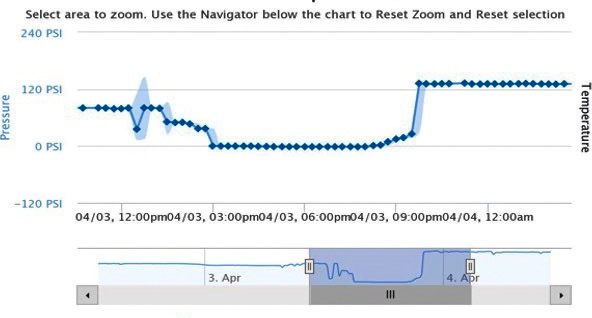 Select area to zoom. Use the Navigator below the chart to Reset Zoom and Reset selection
240 PSI
120 PSI
0 PSI
-120 PSI
Pressure
Temperature
04/03, 12:00pm04/03, 03:00pm04/03, 06:00pm04/03, 09:00pm04/04, 12:00am
3. Apr
4. Apr